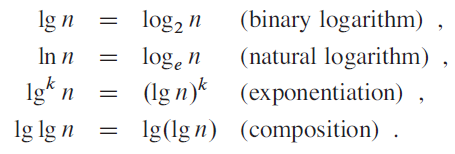 lg n = log₂ n (binary logarithm) ,
ln n = logₑ n (natural logarithm) ,
lgᵏ n = (lg n)ᵏ (exponentiation) ,
lg lg n = lg(lg n) (composition) .